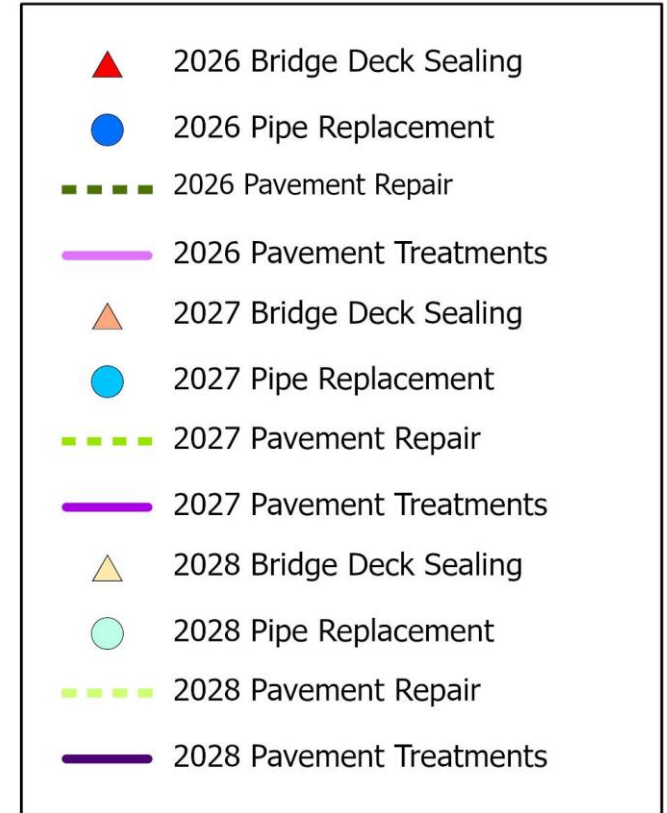 2026 Bridge Deck Sealing
2026 Pipe Replacement
2026 Pavement Repair
2026 Pavement Treatments
2027 Bridge Deck Sealing
2027 Pipe Replacement
2027 Pavement Repair
2027 Pavement Treatments
2028 Bridge Deck Sealing
2028 Pipe Replacement
2028 Pavement Repair
2028 Pavement Treatments